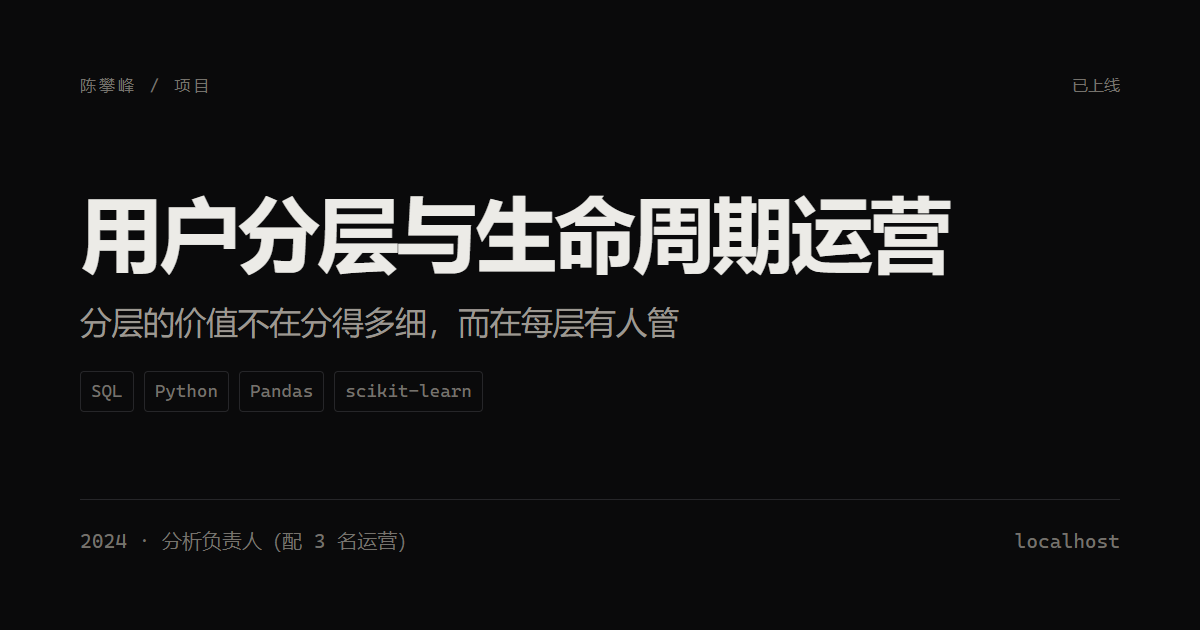 陈攀峰 / 项目
已上线
用户分层与生命周期运营
分层的价值不在分得多细，而在每层有人管
SQL Python Pandas scikit-learn
2024 · 分析负责人（配 3 名运营）
localhost